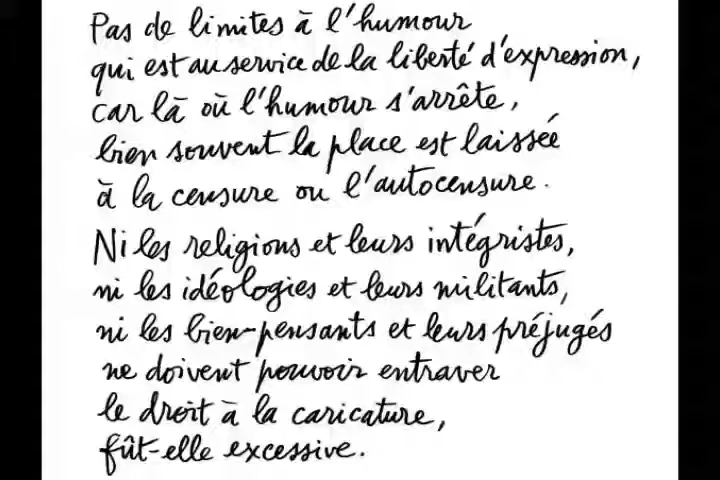 Pas de limites à l'humour
qui est au service de la liberté d'expression,
car là où l'humour s'arrête,
bien souvent la place est laissée
à la censure ou l'autocensure.
Ni les religions et leurs intégristes,
ni les idéologies et leurs militants,
ni les bien-pensants et leurs préjugés
ne doivent pouvoir entraver
le droit à la caricature,
fût-elle excessive.